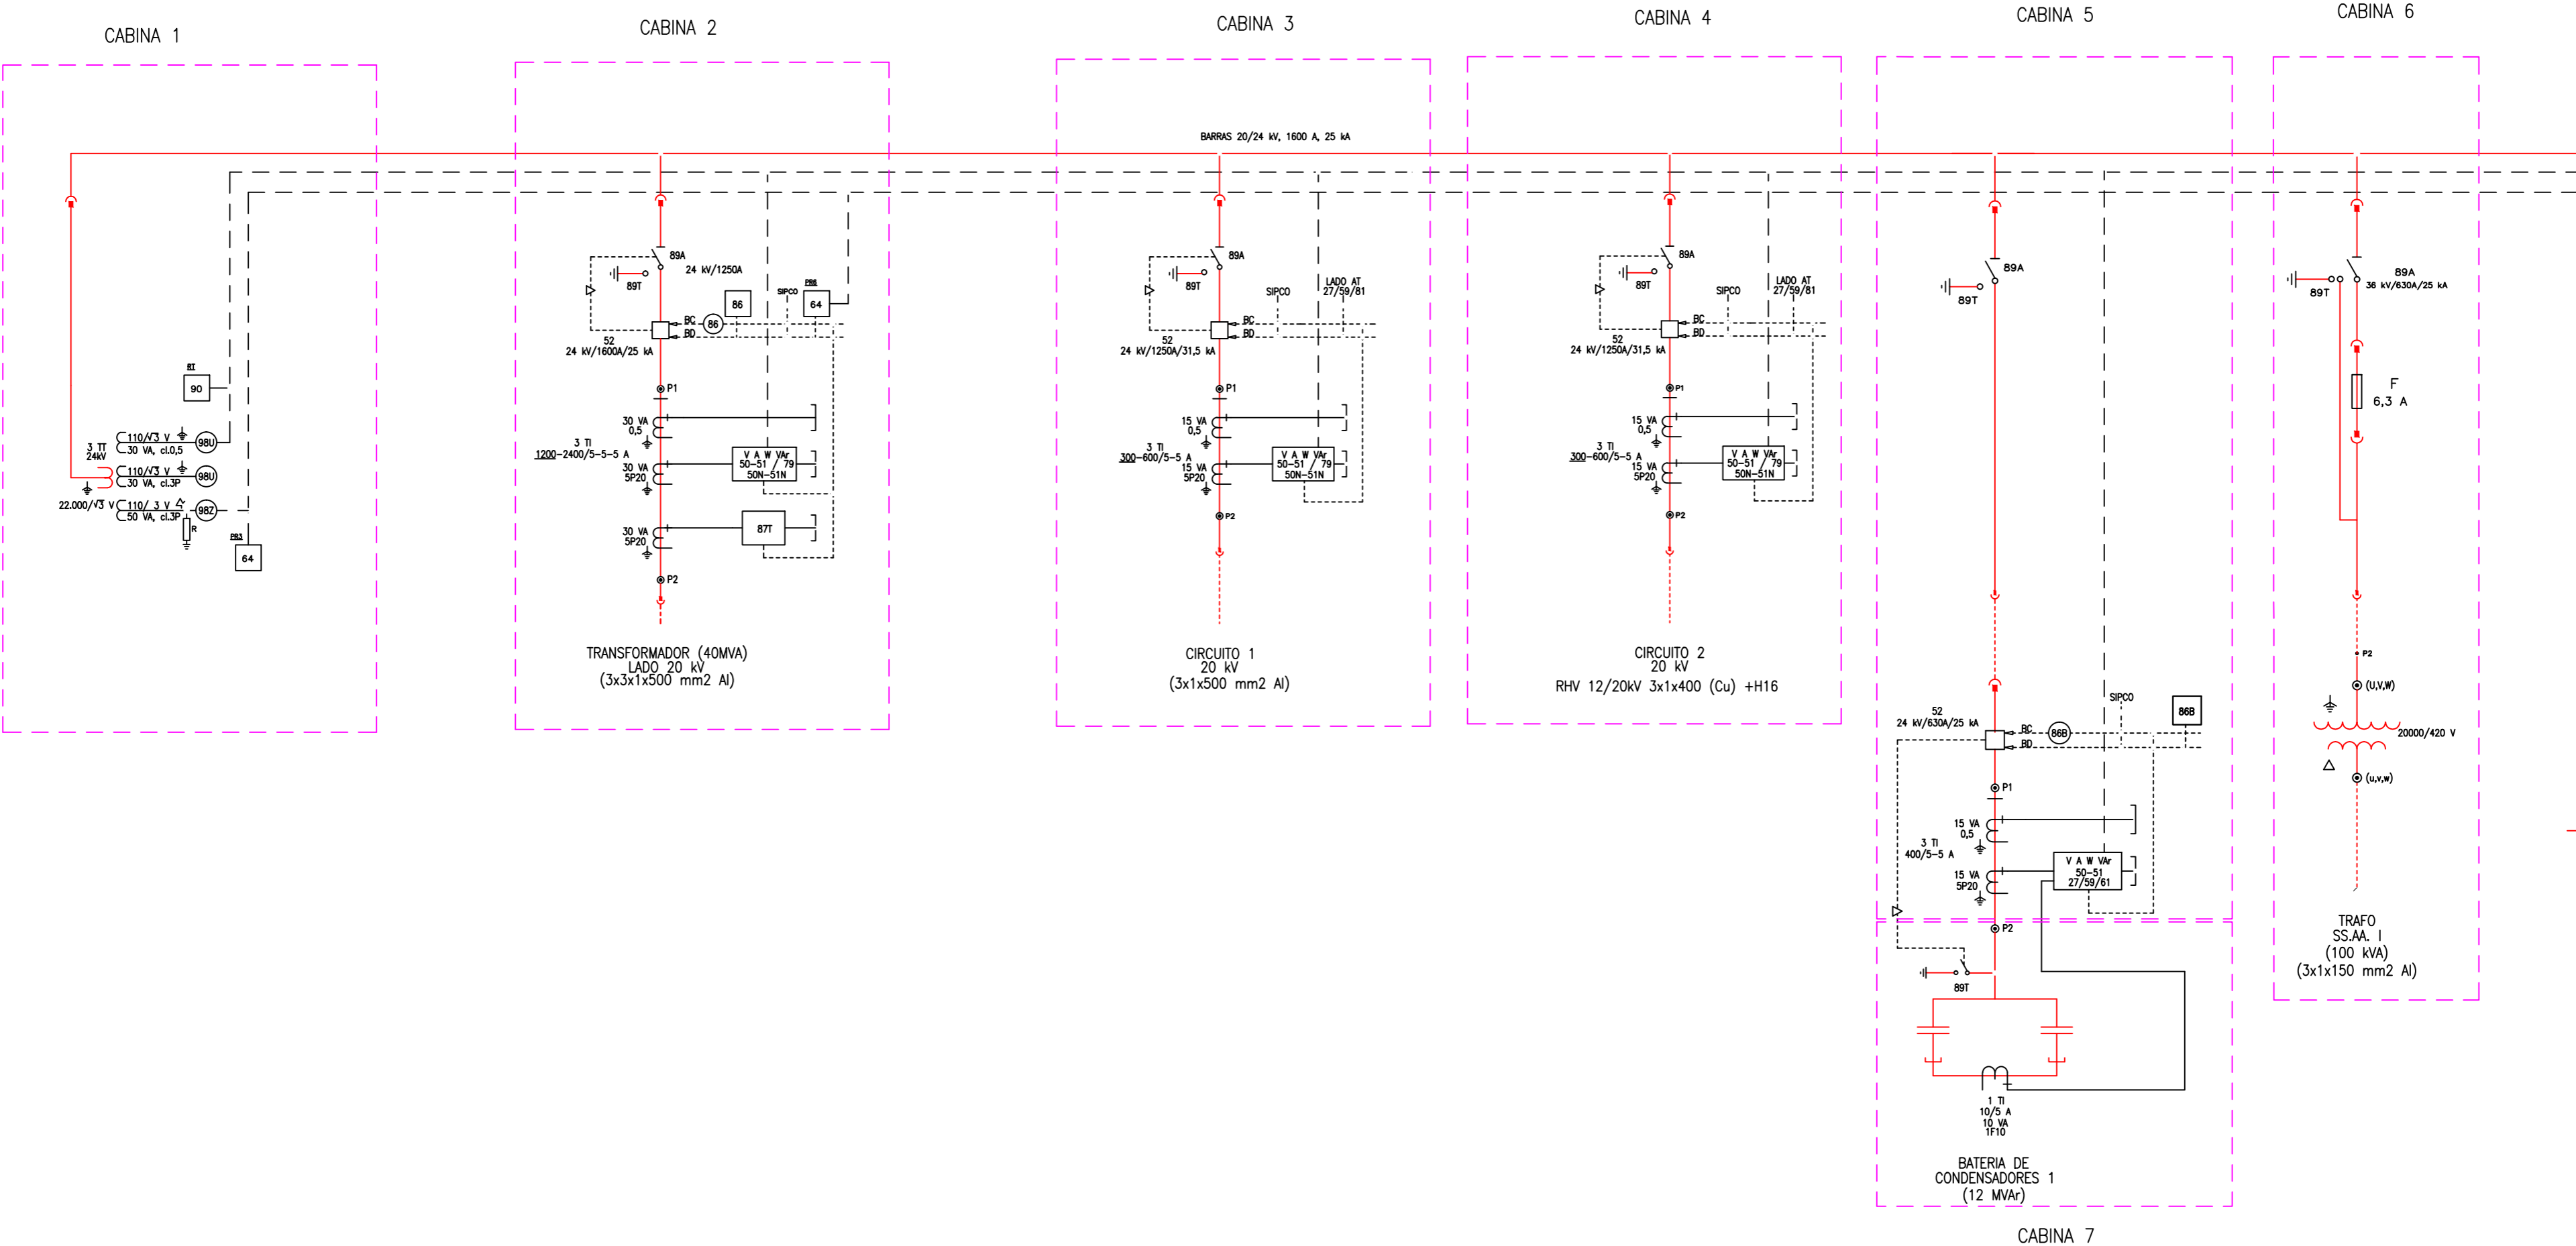 CABINA 1
CABINA 2
CABINA 3
CABINA 4
CABINA 5
CABINA 6
BARRAS 20/24 kV, 1600 A, 25 kA
RT
90
3 TT
24kV
110/√3 V
30 VA, cl.0,5
98U
110/√3 V
30 VA, cl.3P
98U
22.000/√3 V
110/ 3 V
50 VA, cl.3P
98Z
R
PR3
64
89A
24 kV/1250A
89T
86
SIPCO
PR6
64
BC
86
BD
52
24 kV/1600A/25 kA
P1
30 VA
0,5
3 TI
1200-2400/5-5-5 A
30 VA
5P20
V A W VAr
50-51 / 79
50N-51N
30 VA
5P20
87T
P2
TRANSFORMADOR (40MVA)
LADO 20 kV
(3x3x1x500 mm2 Al)
89A
89T
SIPCO
LADO AT
27/59/81
BC
BD
52
24 kV/1250A/31,5 kA
P1
15 VA
0,5
3 TI
300-600/5-5 A
15 VA
5P20
V A W VAr
50-51 / 79
50N-51N
P2
CIRCUITO 1
20 kV
(3x1x500 mm2 Al)
89A
89T
SIPCO
LADO AT
27/59/81
BC
BD
52
24 kV/1250A/31,5 kA
P1
15 VA
0,5
3 TI
300-600/5-5 A
15 VA
5P20
V A W VAr
50-51 / 79
50N-51N
P2
CIRCUITO 2
20 kV
RHV 12/20kV 3x1x400 (Cu) +H16
89A
89T
52
24 kV/630A/25 kA
SIPCO
86B
BC
86B
BD
P1
15 VA
0,5
3 TI
400/5-5 A
15 VA
5P20
V A W VAr
50-51
27/59/61
P2
89T
1 TI
10/5 A
10 VA
1F10
BATERIA DE
CONDENSADORES 1
(12 MVAr)
CABINA 7
89A
36 kV/630A/25 kA
89T
F
6,3 A
P2
(U,V,W)
20000/420 V
(u,v,w)
TRAFO
SS.AA. I
(100 kVA)
(3x1x150 mm2 Al)